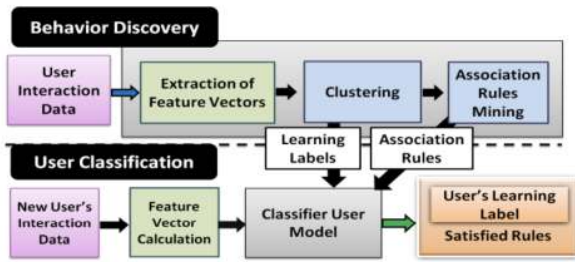 Behavior Discovery
User
Interaction
Data
Extraction of
Feature Vectors
Clustering
Association
Rules
Mining
Learning
Labels
Association
Rules
User Classification
New User's
Interaction
Data
Feature
Vector
Calculation
Classifier User
Model
User's Learning
Label
Satisfied Rules